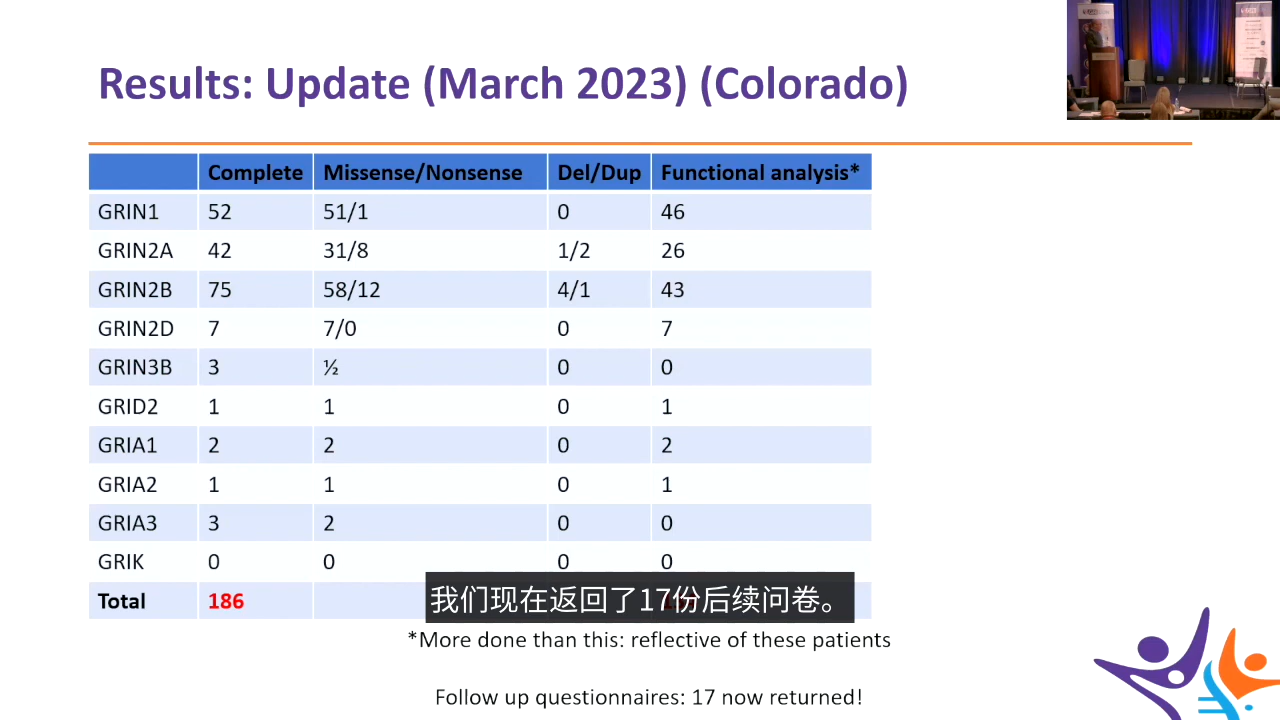 Results: Update (March 2023) (Colorado)
Complete Missense/Nonsense Del/Dup Functional analysis*
GRIN1 52 51/1 0 46
GRIN2A 42 31/8 1/2 26
GRIN2B 75 58/12 4/1 43
GRIN2D 7 7/0 0 7
GRIN3B 3 ½ 0 0
GRID2 1 1 0 1
GRIA1 2 2 0 2
GRIA2 1 1 0 1
GRIA3 3 2 0 0
GRIK 0 0 0 0
Total 186
我们现在返回了17份后续问卷。
*More done than this: reflective of these patients
Follow up questionnaires: 17 now returned!